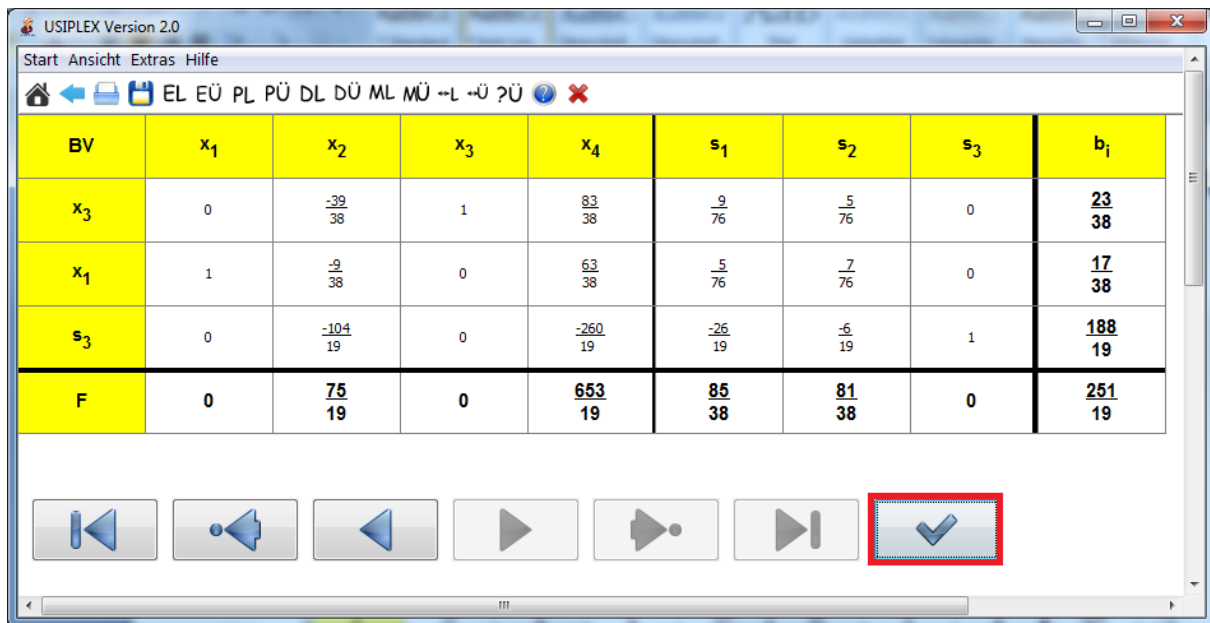 USIPLEX Version 2.0
Start Ansicht Extras Hilfe
EL EÜ PL PÜ DL DÜ ML MÜ ↔L ↔Ü ?Ü ?
BV x1 x2 x3 x4 s1 s2 s3 bi
x3 0 -39/38 1 83/38 9/76 5/76 0 23/38
x1 1 -9/38 0 63/38 5/76 7/76 0 17/38
s3 0 -104/19 0 -260/19 -26/19 -6/19 1 188/19
F 0 75/19 0 653/19 85/38 81/38 0 251/19